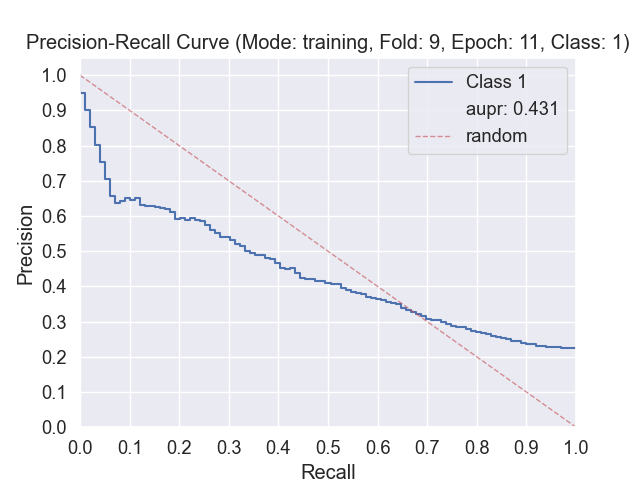 Precision-Recall Curve (Mode: training, Fold: 9, Epoch: 11, Class: 1)
Class 1
aupr: 0.431
random
1.0
0.9
0.8
0.7
0.6
0.5
0.4
0.3
0.2
0.1
0.0
Precision
0.0 0.1 0.2 0.3 0.4 0.5 0.6 0.7 0.8 0.9 1.0
Recall